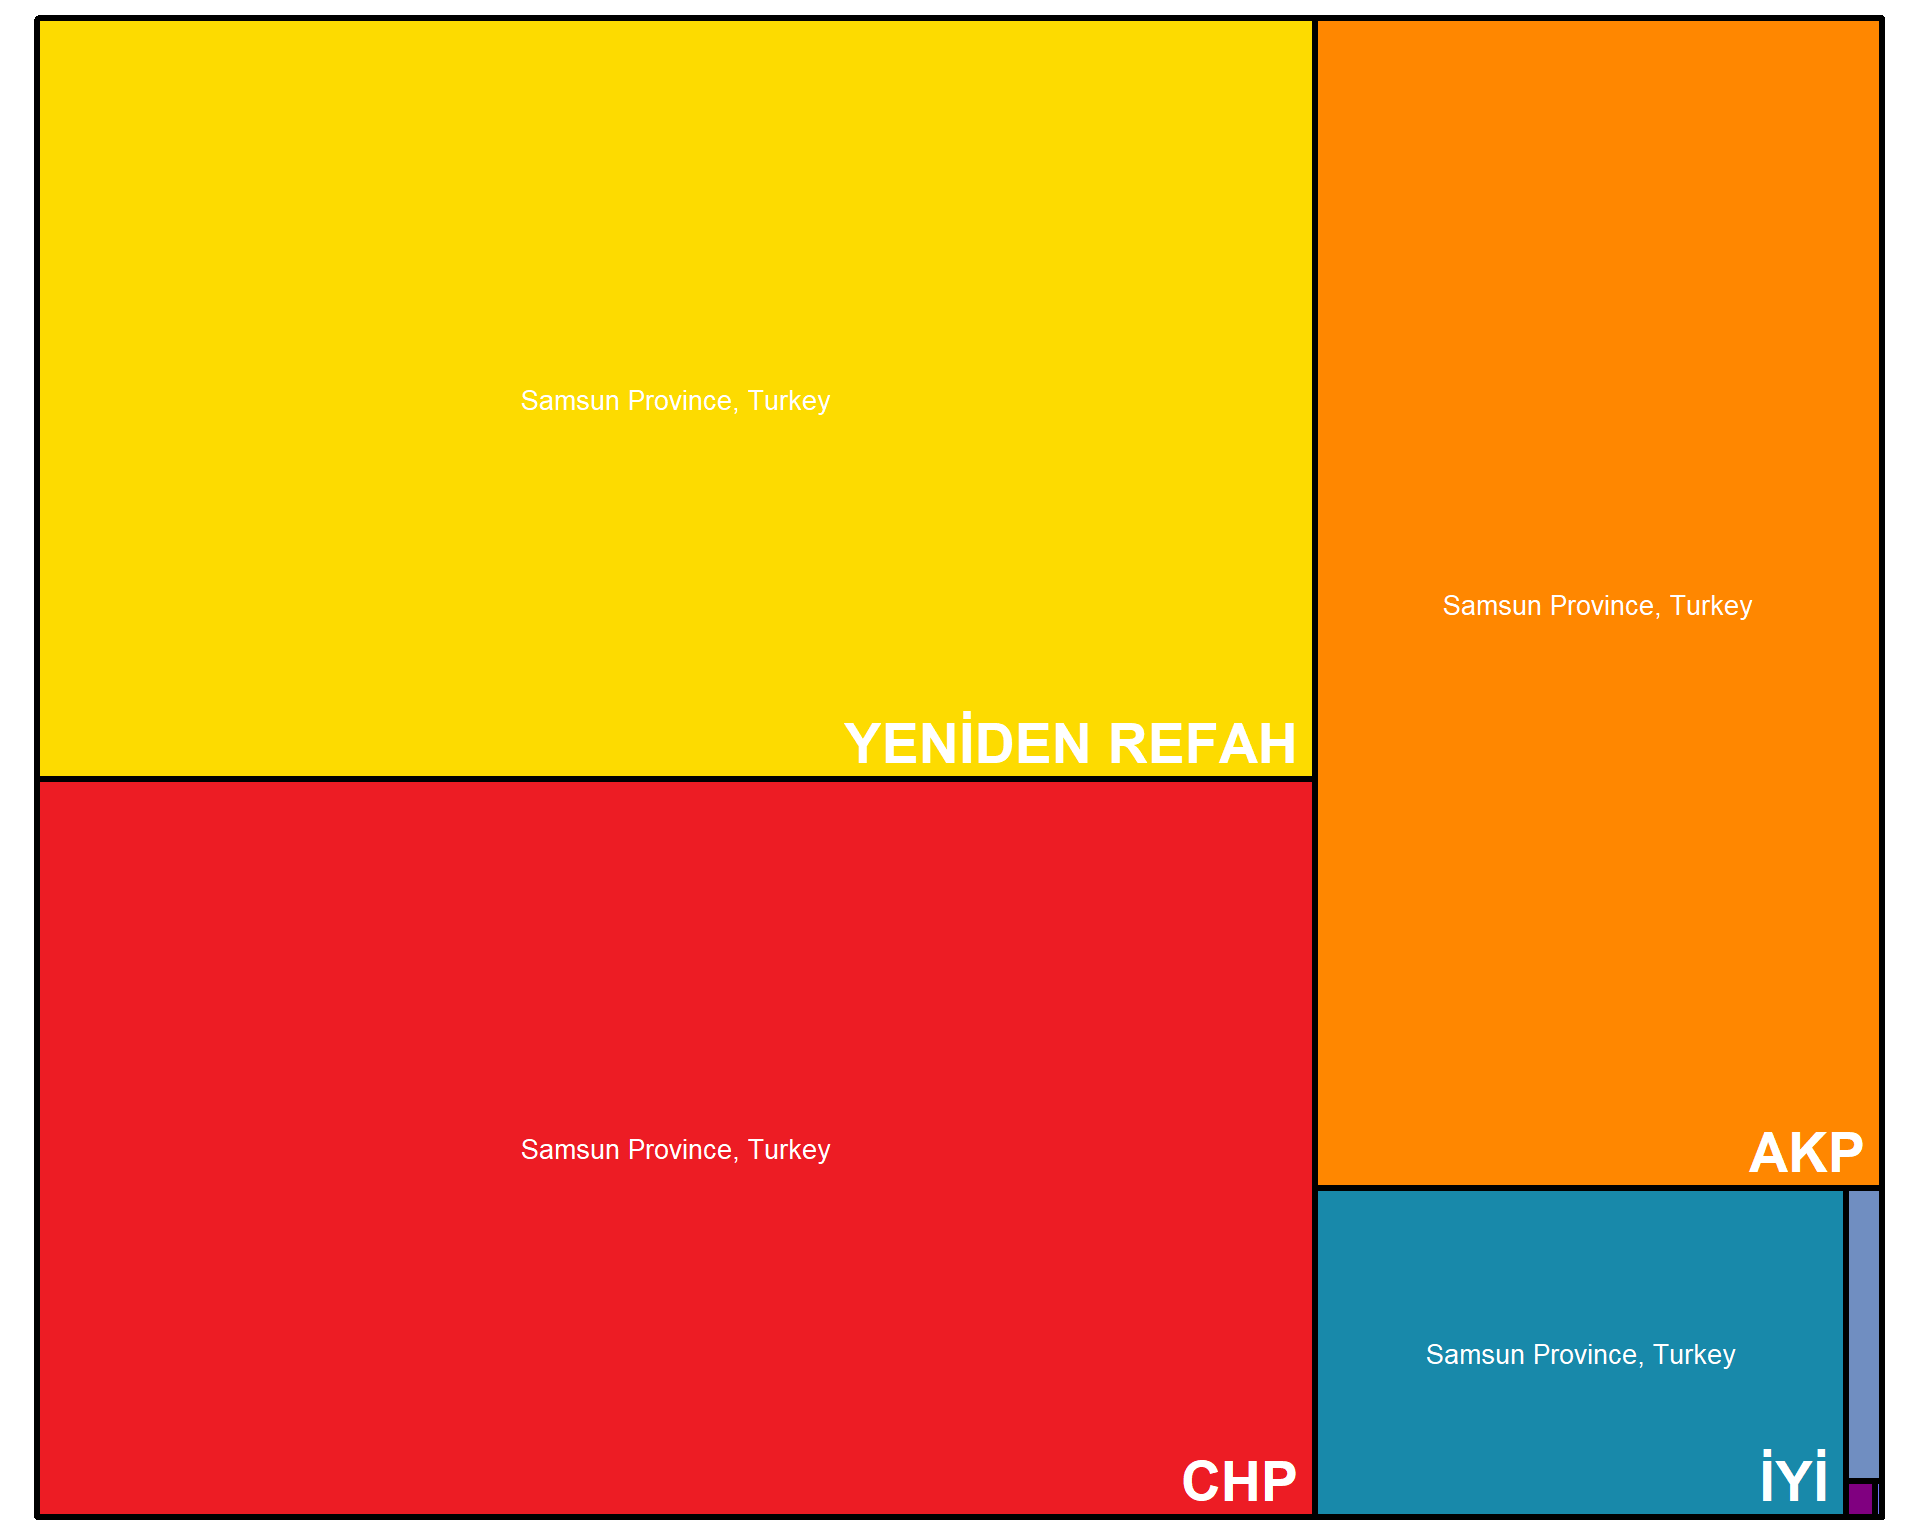 Samsun Province, Turkey
YENİDEN REFAH
Samsun Province, Turkey
CHP
Samsun Province, Turkey
AKP
Samsun Province, Turkey
İYİ